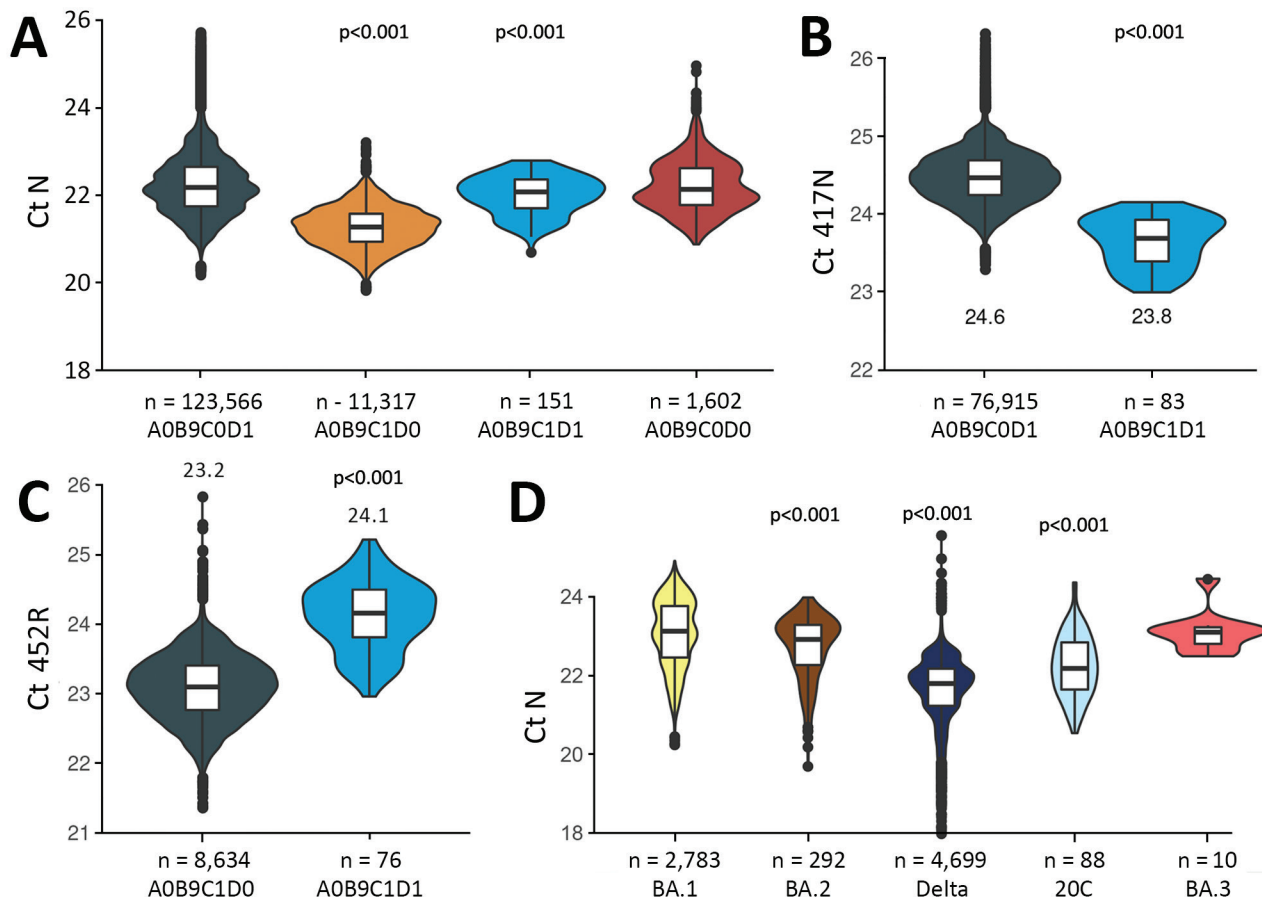 A
Ct N
26
24
22
20
18
p<0.001
p<0.001
n = 123,566
A0B9C0D1
n - 11,317
A0B9C1D0
n = 151
A0B9C1D1
n = 1,602
A0B9C0D0
B
Ct 417N
26
25
24
23
22
p<0.001
24.6
23.8
n = 76,915
A0B9C0D1
n = 83
A0B9C1D1
C
Ct 452R
26
25
24
23
22
21
23.2
p<0.001
24.1
n = 8,634
A0B9C1D0
n = 76
A0B9C1D1
D
Ct N
24
22
20
18
p<0.001
p<0.001
p<0.001
n = 2,783
BA.1
n = 292
BA.2
n = 4,699
Delta
n = 88
20C
n = 10
BA.3